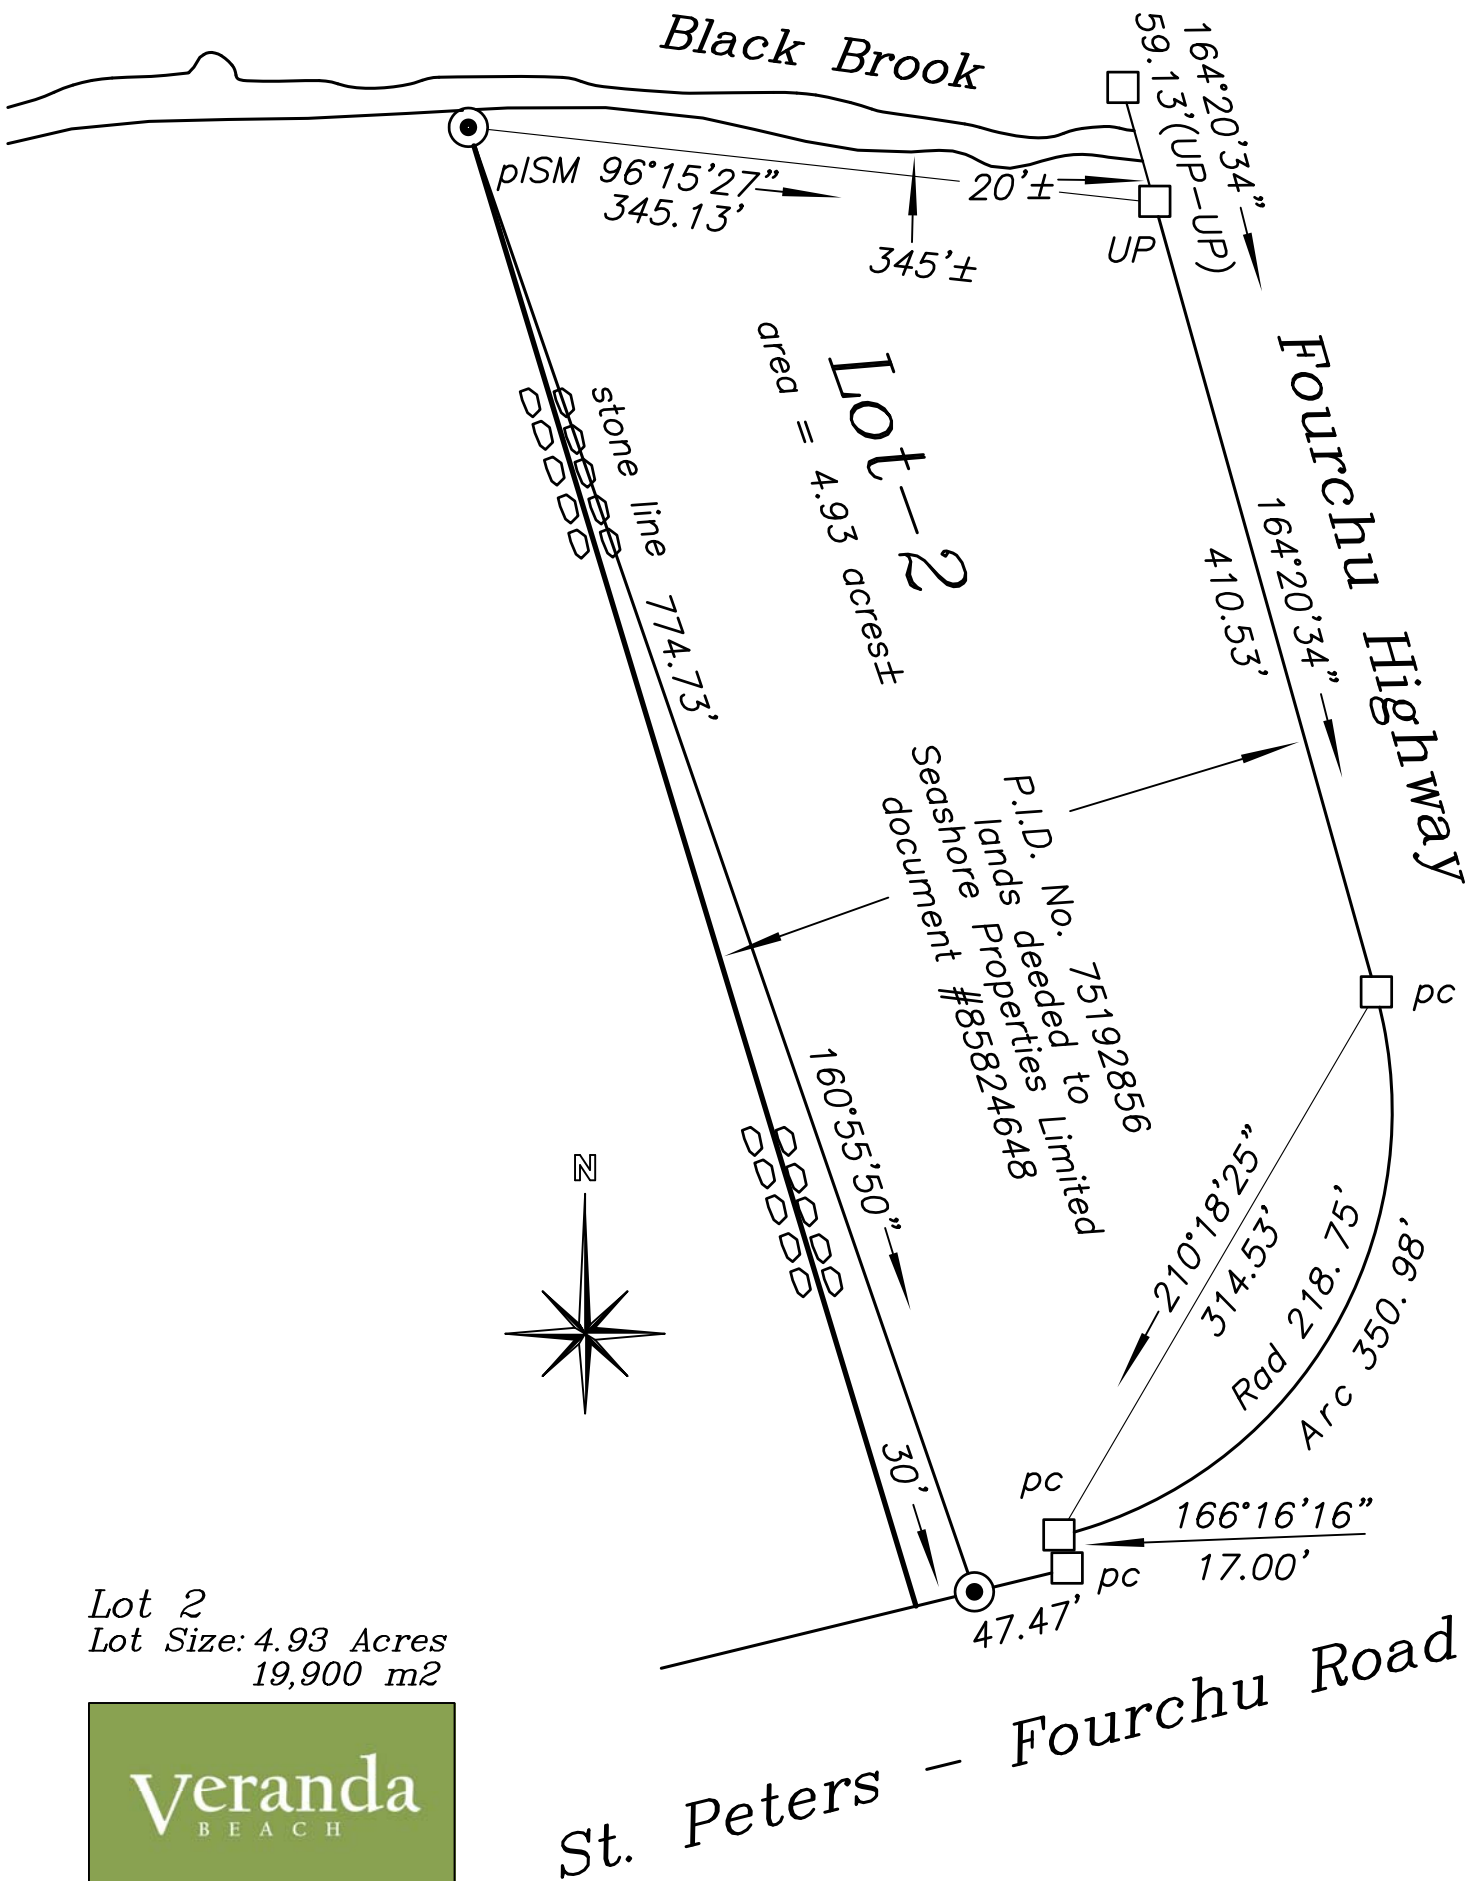 Black Brook
164°20'34"
59.13'(UP-UP)
plSM 96°15'27"
345.13'
20'±
345'±
UP
Fourchu Highway
164°20'34"
410.53'
Lot-2
area = 4.93 acres±
stone line 774.73'
P.I.D. No. 75192856
lands deeded to
Seashore Properties Limited
document #85824648
pc
160°55'50"
N
210°18'25"
314.53'
Rad 218.75'
Arc 350.98'
30'
pc
166°16'16"
17.00'
pc
47.47'
St. Peters - Fourchu Road
Lot 2
Lot Size: 4.93 Acres
19,900 m2
Veranda
BEACH